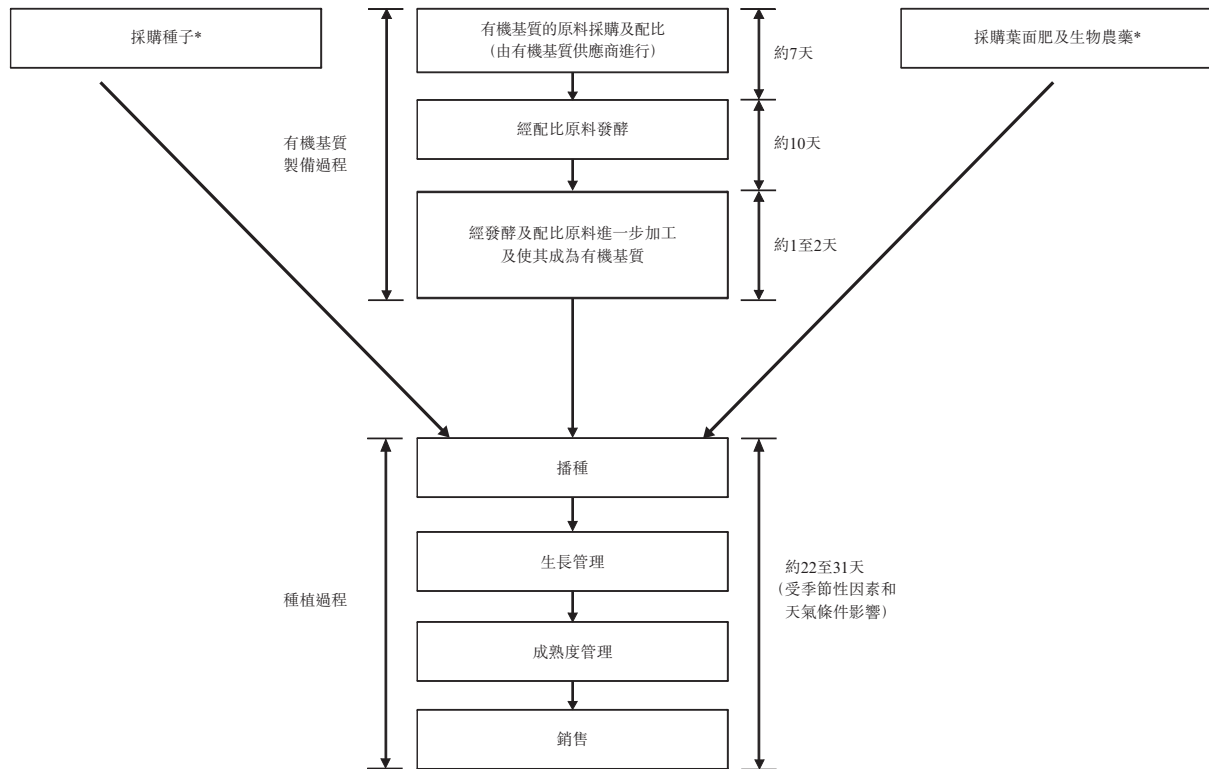 採購種子*
有機基質的原料採購及配比
(由有機基質供應商進行)
採購葉面肥及生物農藥*
約7天
經配比原料發酵
約10天
有機基質
製備過程
經發酵及配比原料進一步加工
及使其成為有機基質
約1至2天
播種
生長管理
種植過程
約22至31天
(受季節性因素和
天氣條件影響)
成熟度管理
銷售